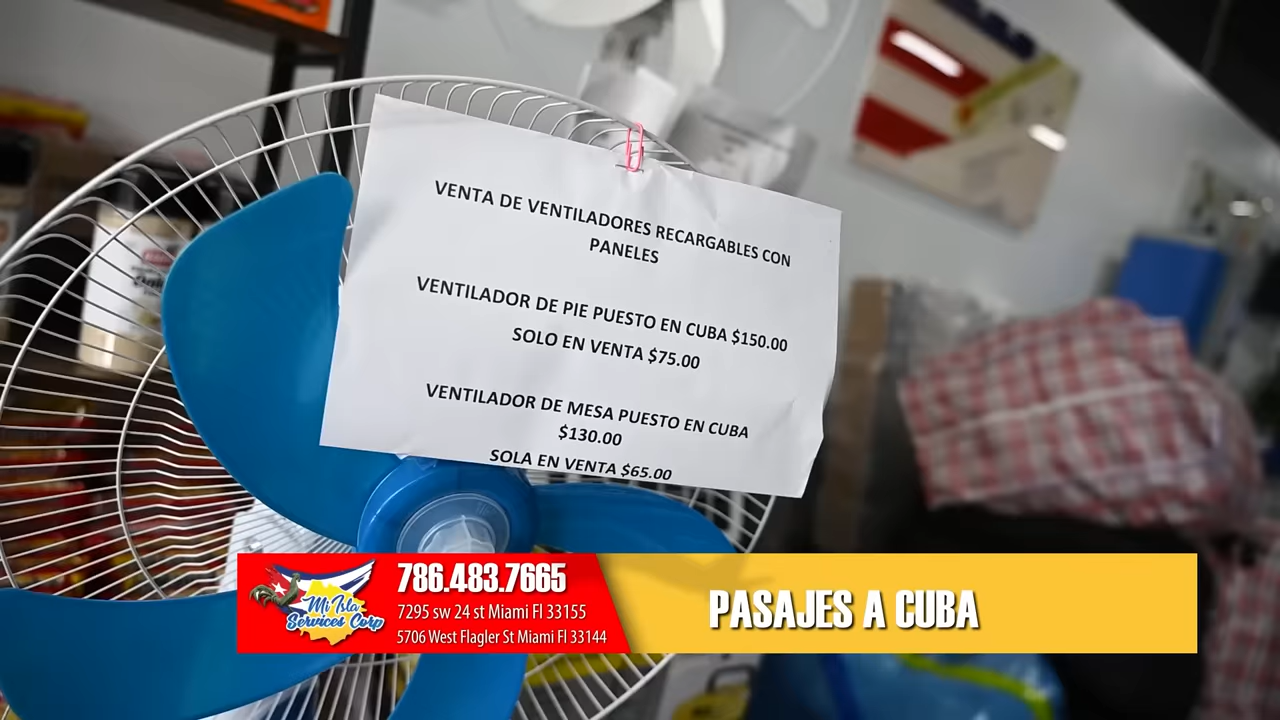 VENTA DE VENTILADORES RECARGABLES CON
PANELES
VENTILADOR DE PIE PUESTO EN CUBA $150.00
SOLO EN VENTA $75.00
VENTILADOR DE MESA PUESTO EN CUBA
$130.00
SOLA EN VENTA $65.00
Mi Isla
Services Corp
786.483.7665
7295 sw 24 st Miami Fl 33155
5706 West Flagler St Miami Fl 33144
PASAJES A CUBA